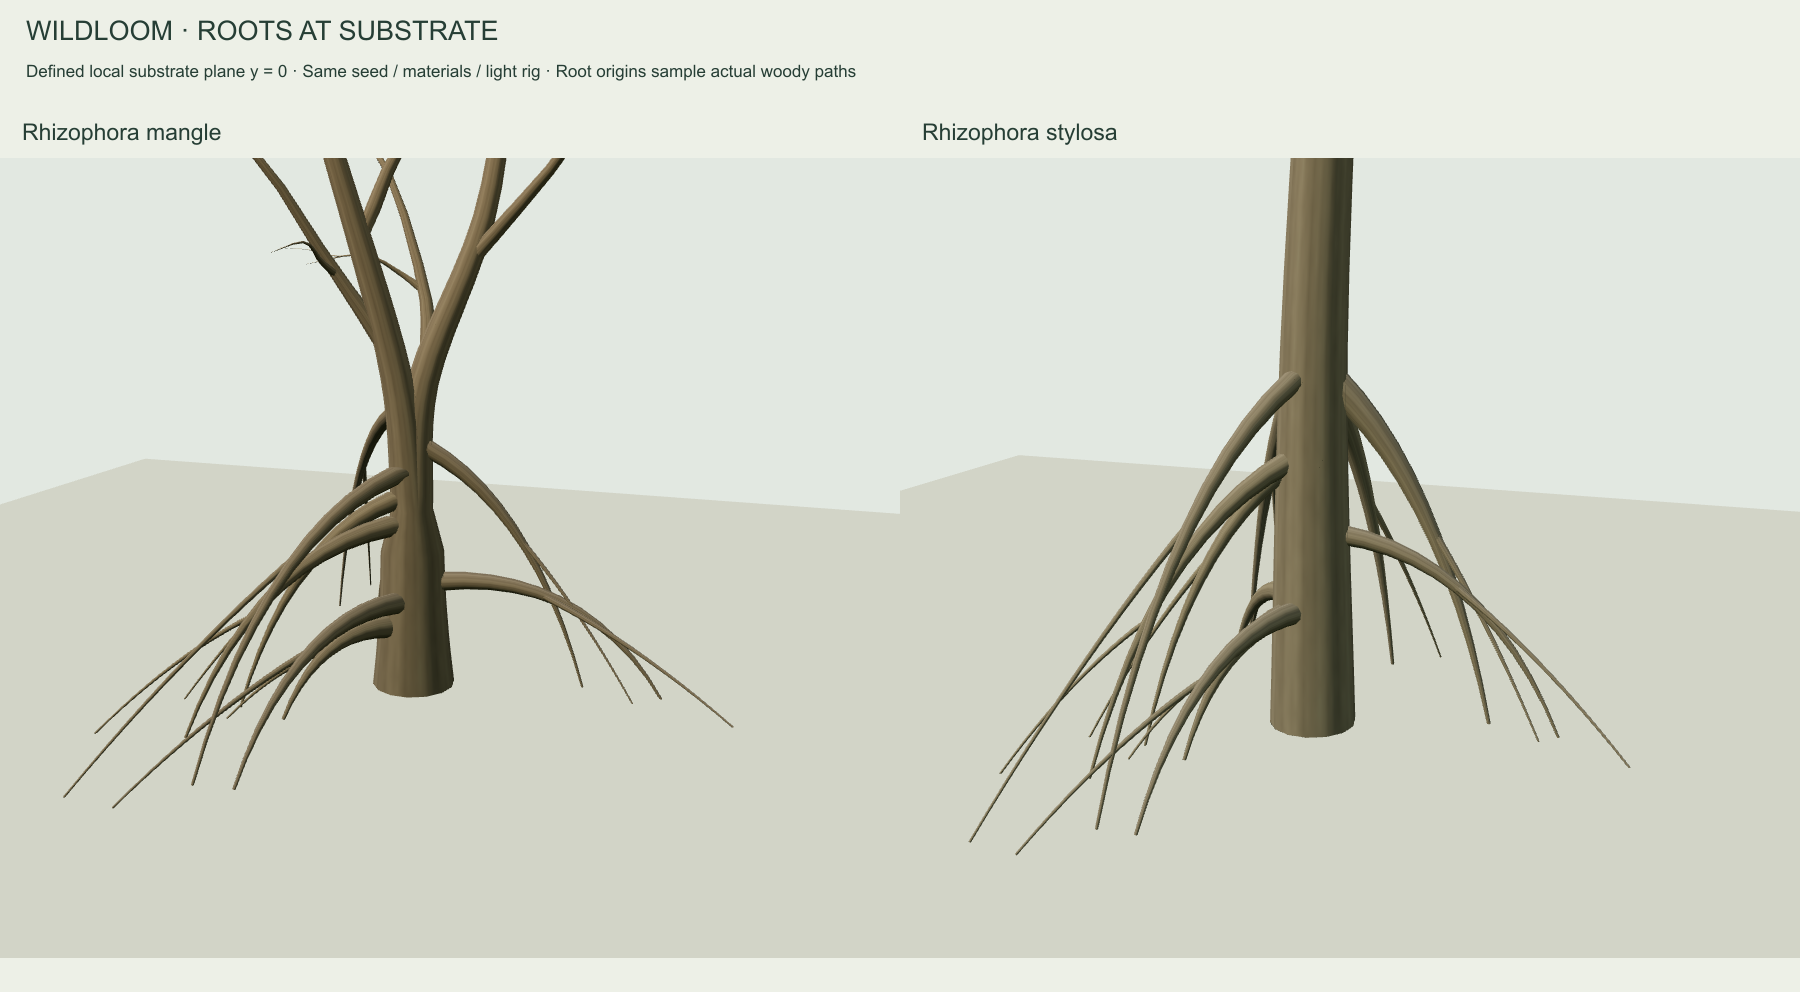 WILDLOOM · ROOTS AT SUBSTRATE
Defined local substrate plane y = 0 · Same seed / materials / light rig · Root origins sample actual woody paths
Rhizophora mangle
Rhizophora stylosa